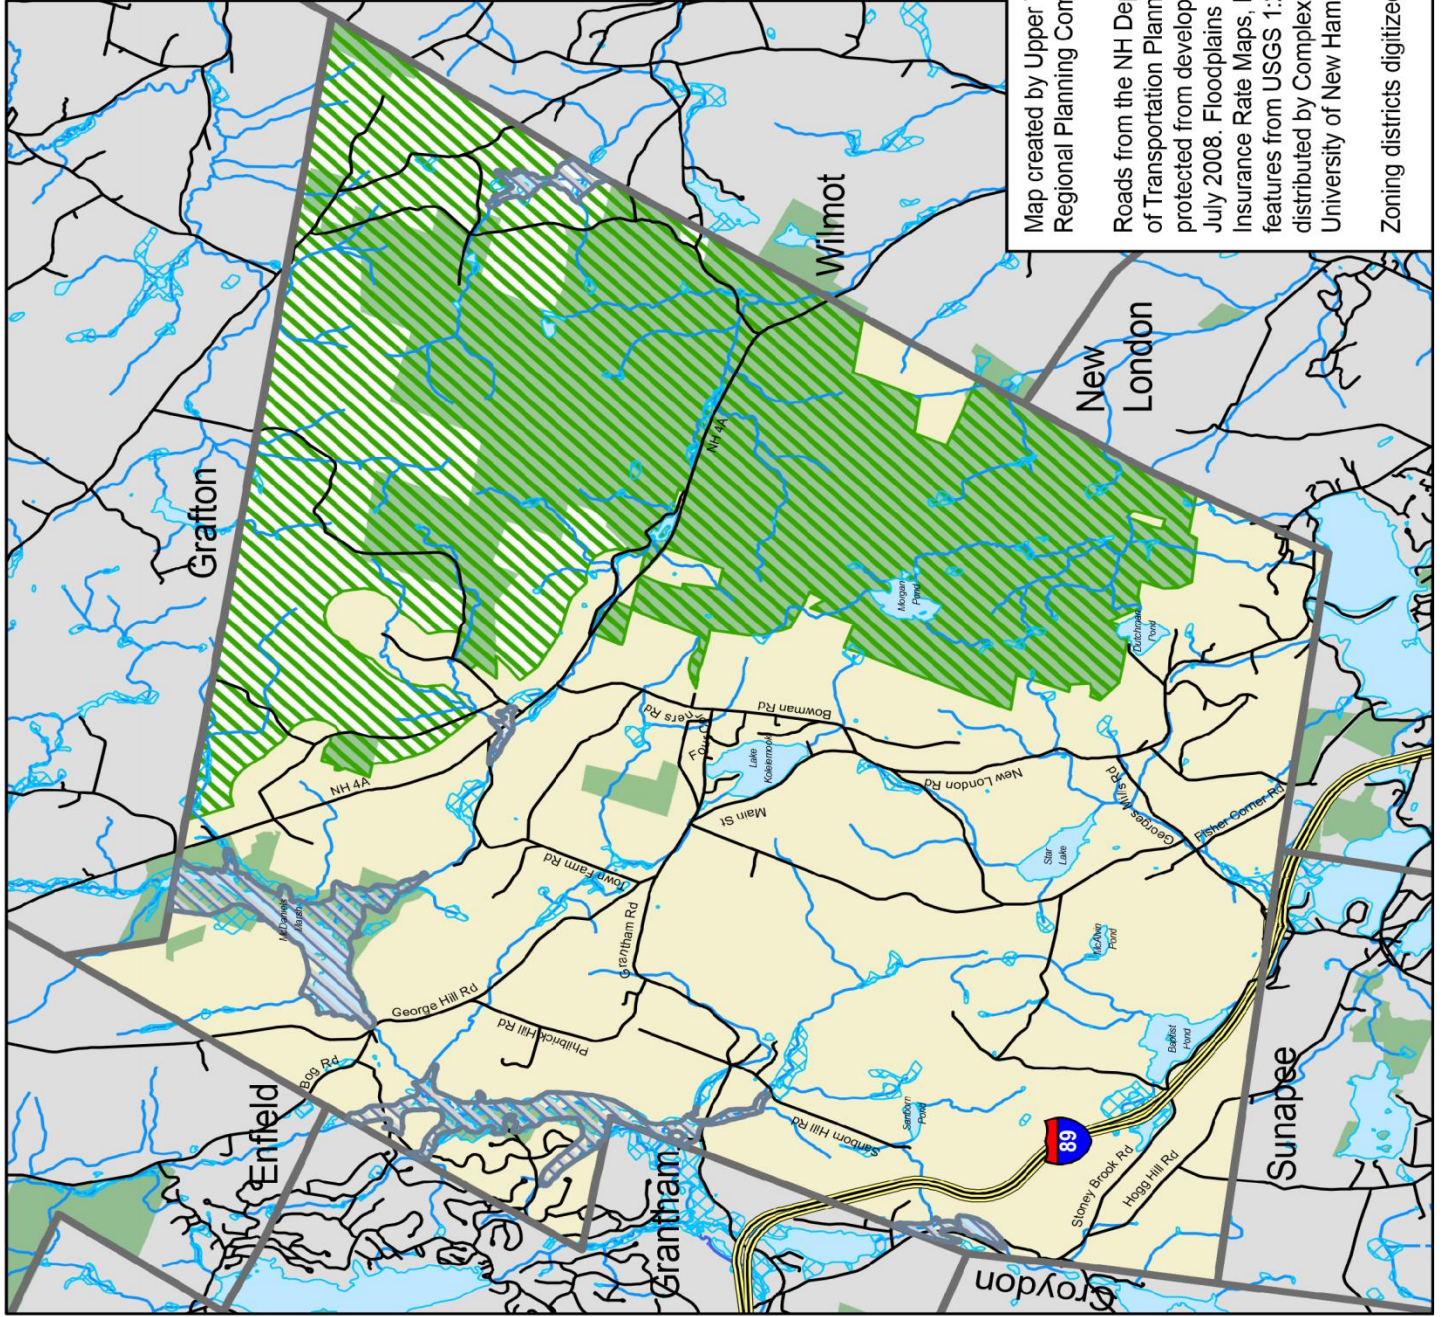 Map created by Upper
Regional Planning Com
Roads from the NH Dep
of Transportation Plann
protected from develop
July 2008. Floodplains
Insurance Rate Maps,
features from USGS 1:
distributed by Complex
University of New Ham
Zoning districts digitized
Grafton
Wilmot
New
London
Enfield
Grantham
Croydon
Sunapee
NH 4A
NH 4A
McDaniels
Marsh
George Hill Rd
Bog Rd
Philbrick Hill Rd
Grantham Rd
Town Farm Rd
Main St
Bowman Rd
Lake
Kolelemook
New London Rd
Georges Mills Rd
Fisher Corner Rd
Star
Lake
McAlvin
Pond
Baptist
Pond
Sanborn
Pond
Sanborn Hill Rd
Stoney Brook Rd
Hogg Hill Rd
89
Morgan
Pond
Dutchman
Pond